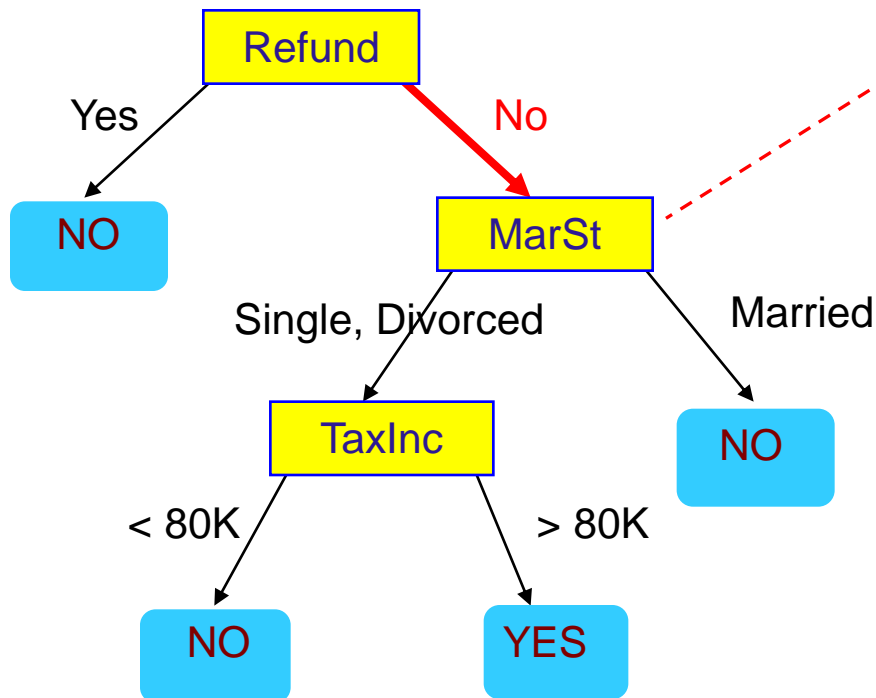 Refund
Yes
No
NO
MarSt
Single, Divorced
Married
TaxInc
NO
< 80K
> 80K
NO
YES